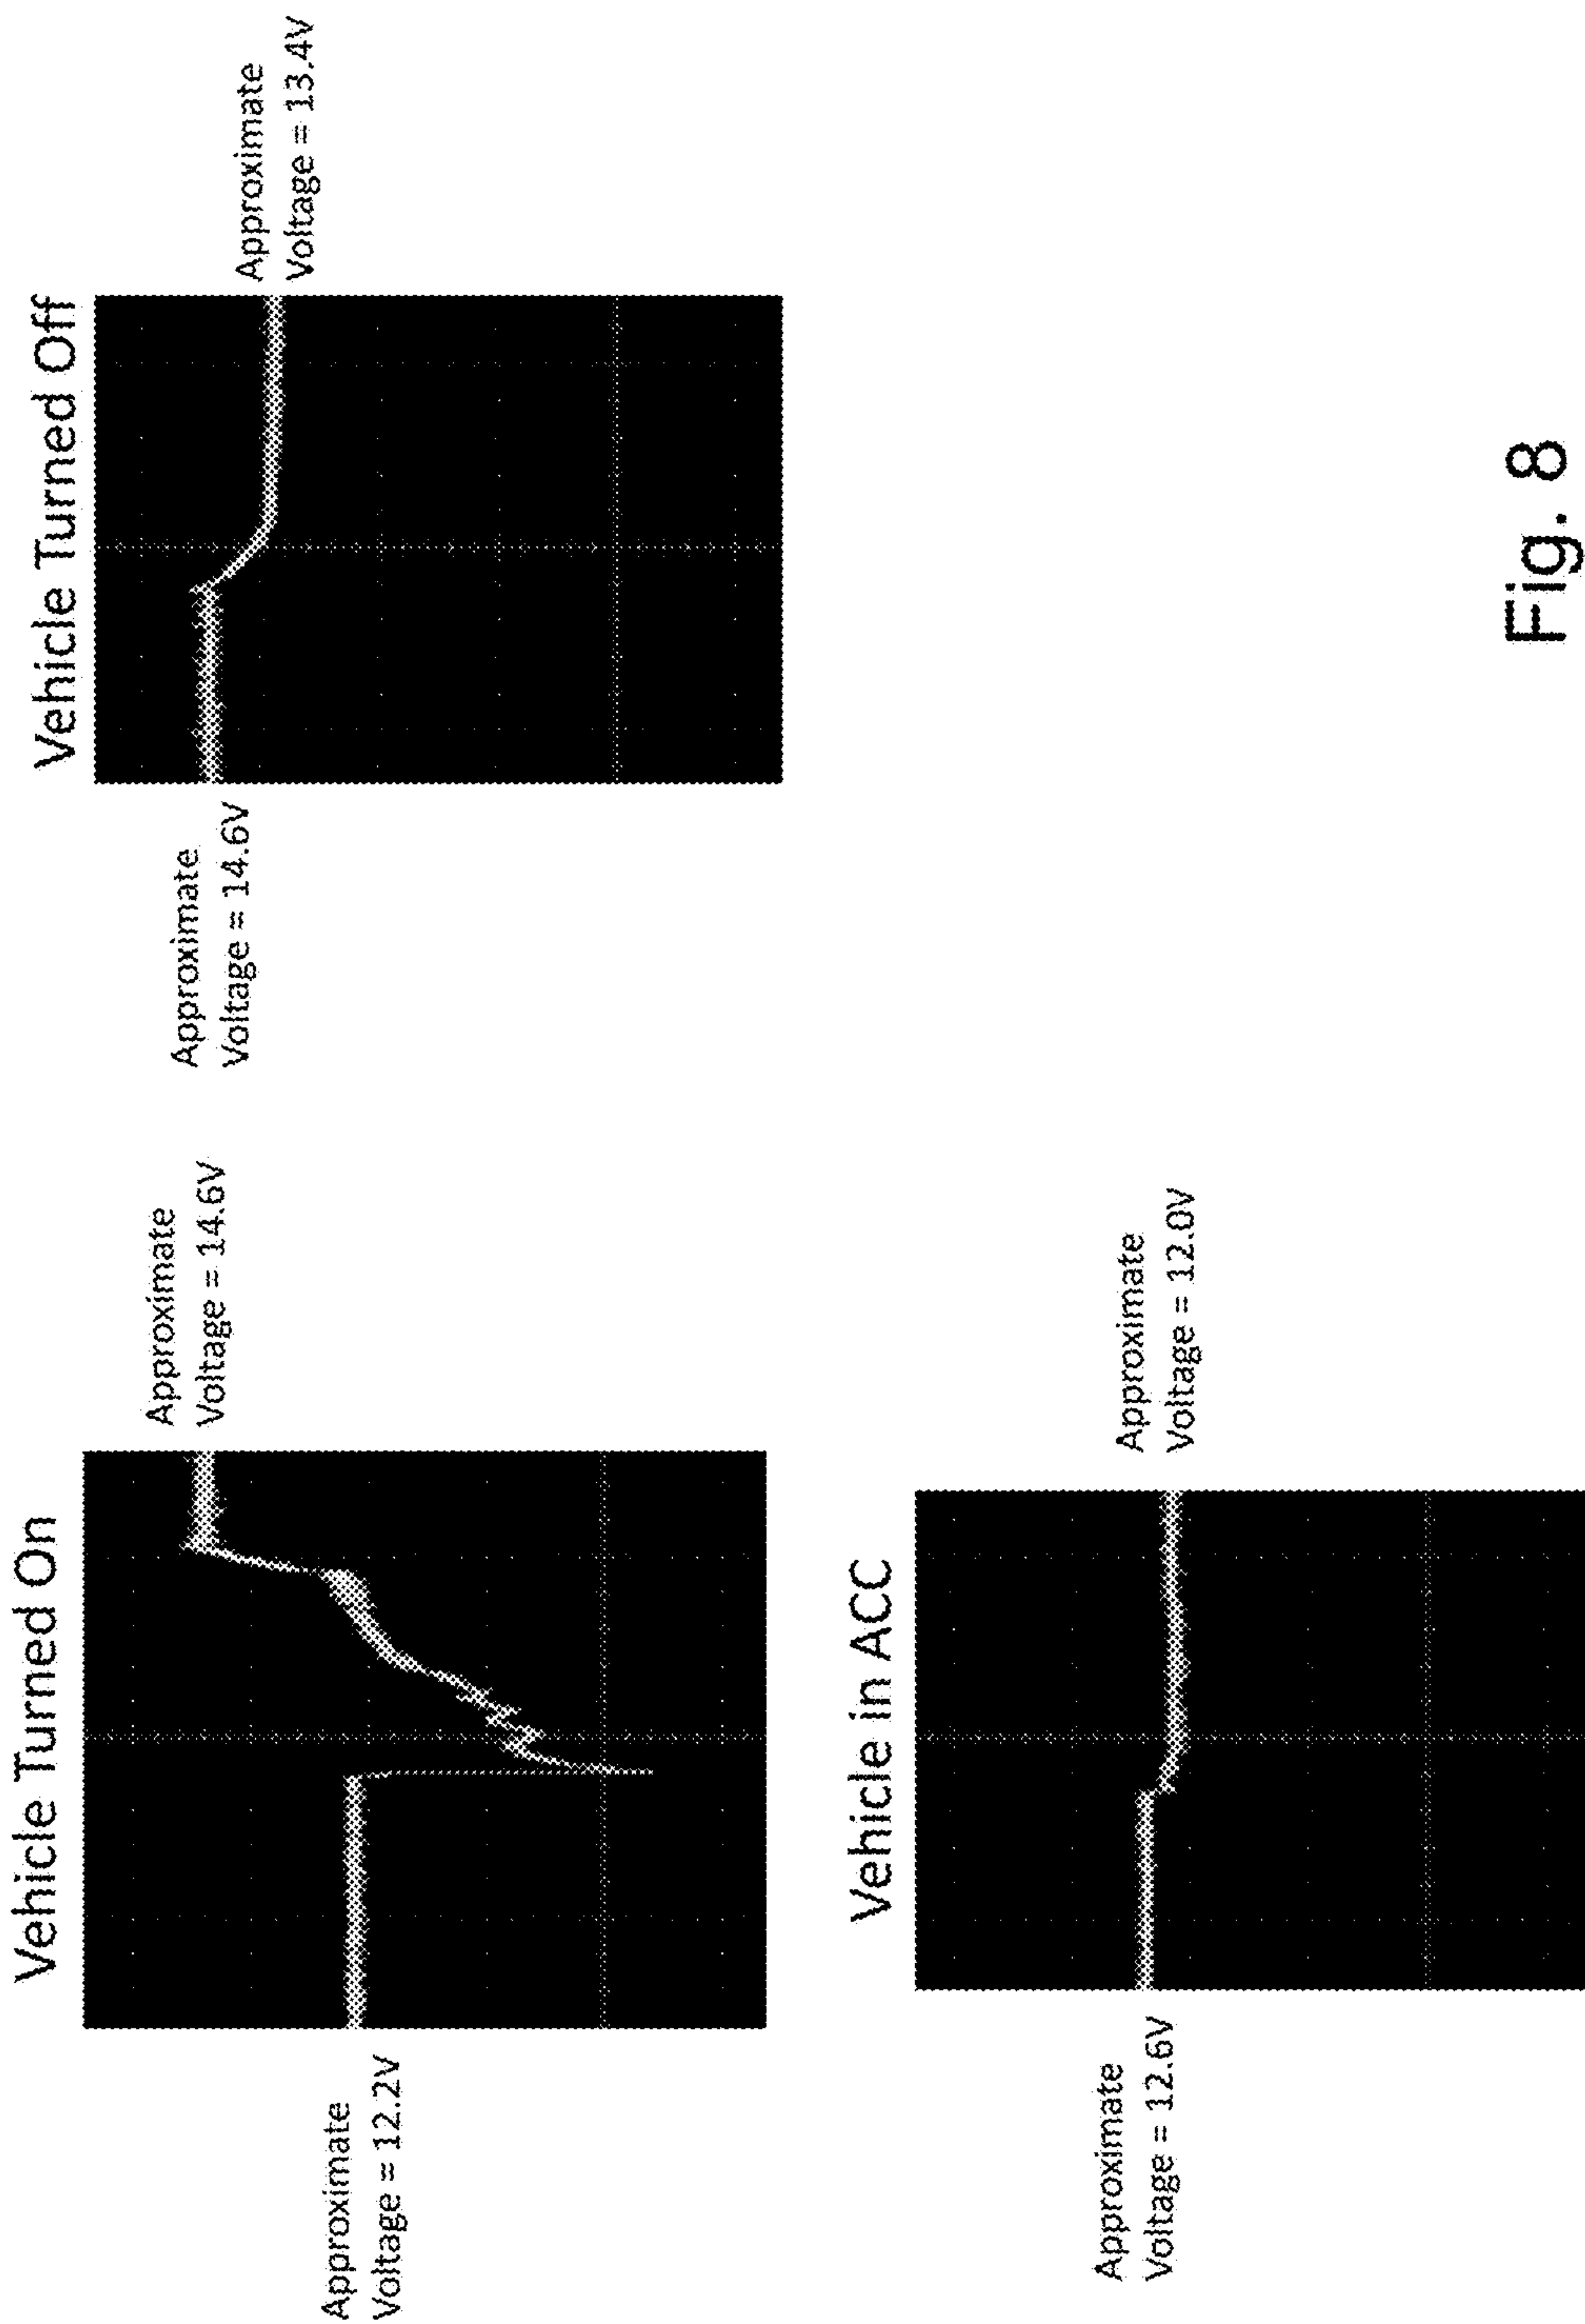 Vehicle Turned On
Approximate
Voltage = 12.2V
Approximate
Voltage = 14.6V
Vehicle Turned Off
Approximate
Voltage = 14.6V
Approximate
Voltage = 13.4V
Vehicle in ACC
Approximate
Voltage = 12.6V
Approximate
Voltage = 12.0V
Fig. 8